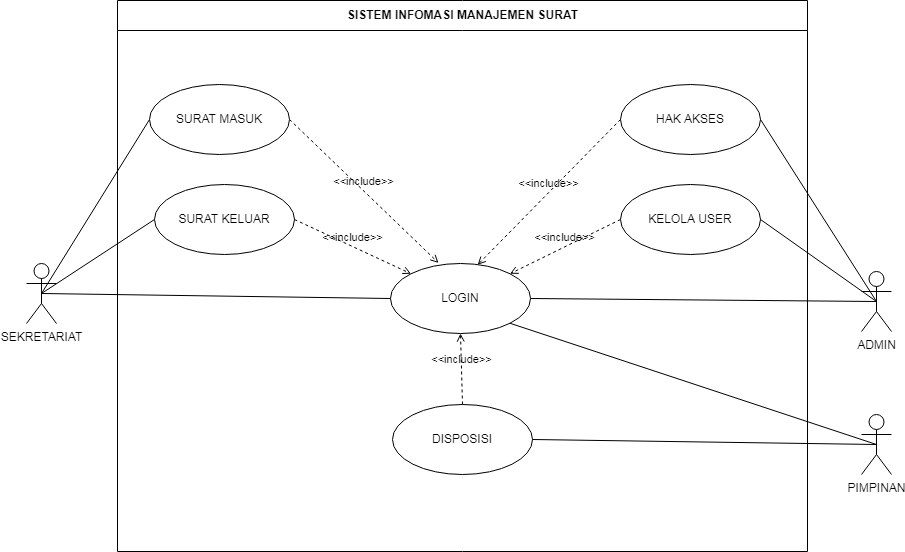 SISTEM INFOMASI MANAJEMEN SURAT
SURAT MASUK
HAK AKSES
<<include>>
<<include>>
SURAT KELUAR
KELOLA USER
<<include>>
<<include>>
LOGIN
SEKRETARIAT
ADMIN
<<include>>
DISPOSISI
PIMPINAN